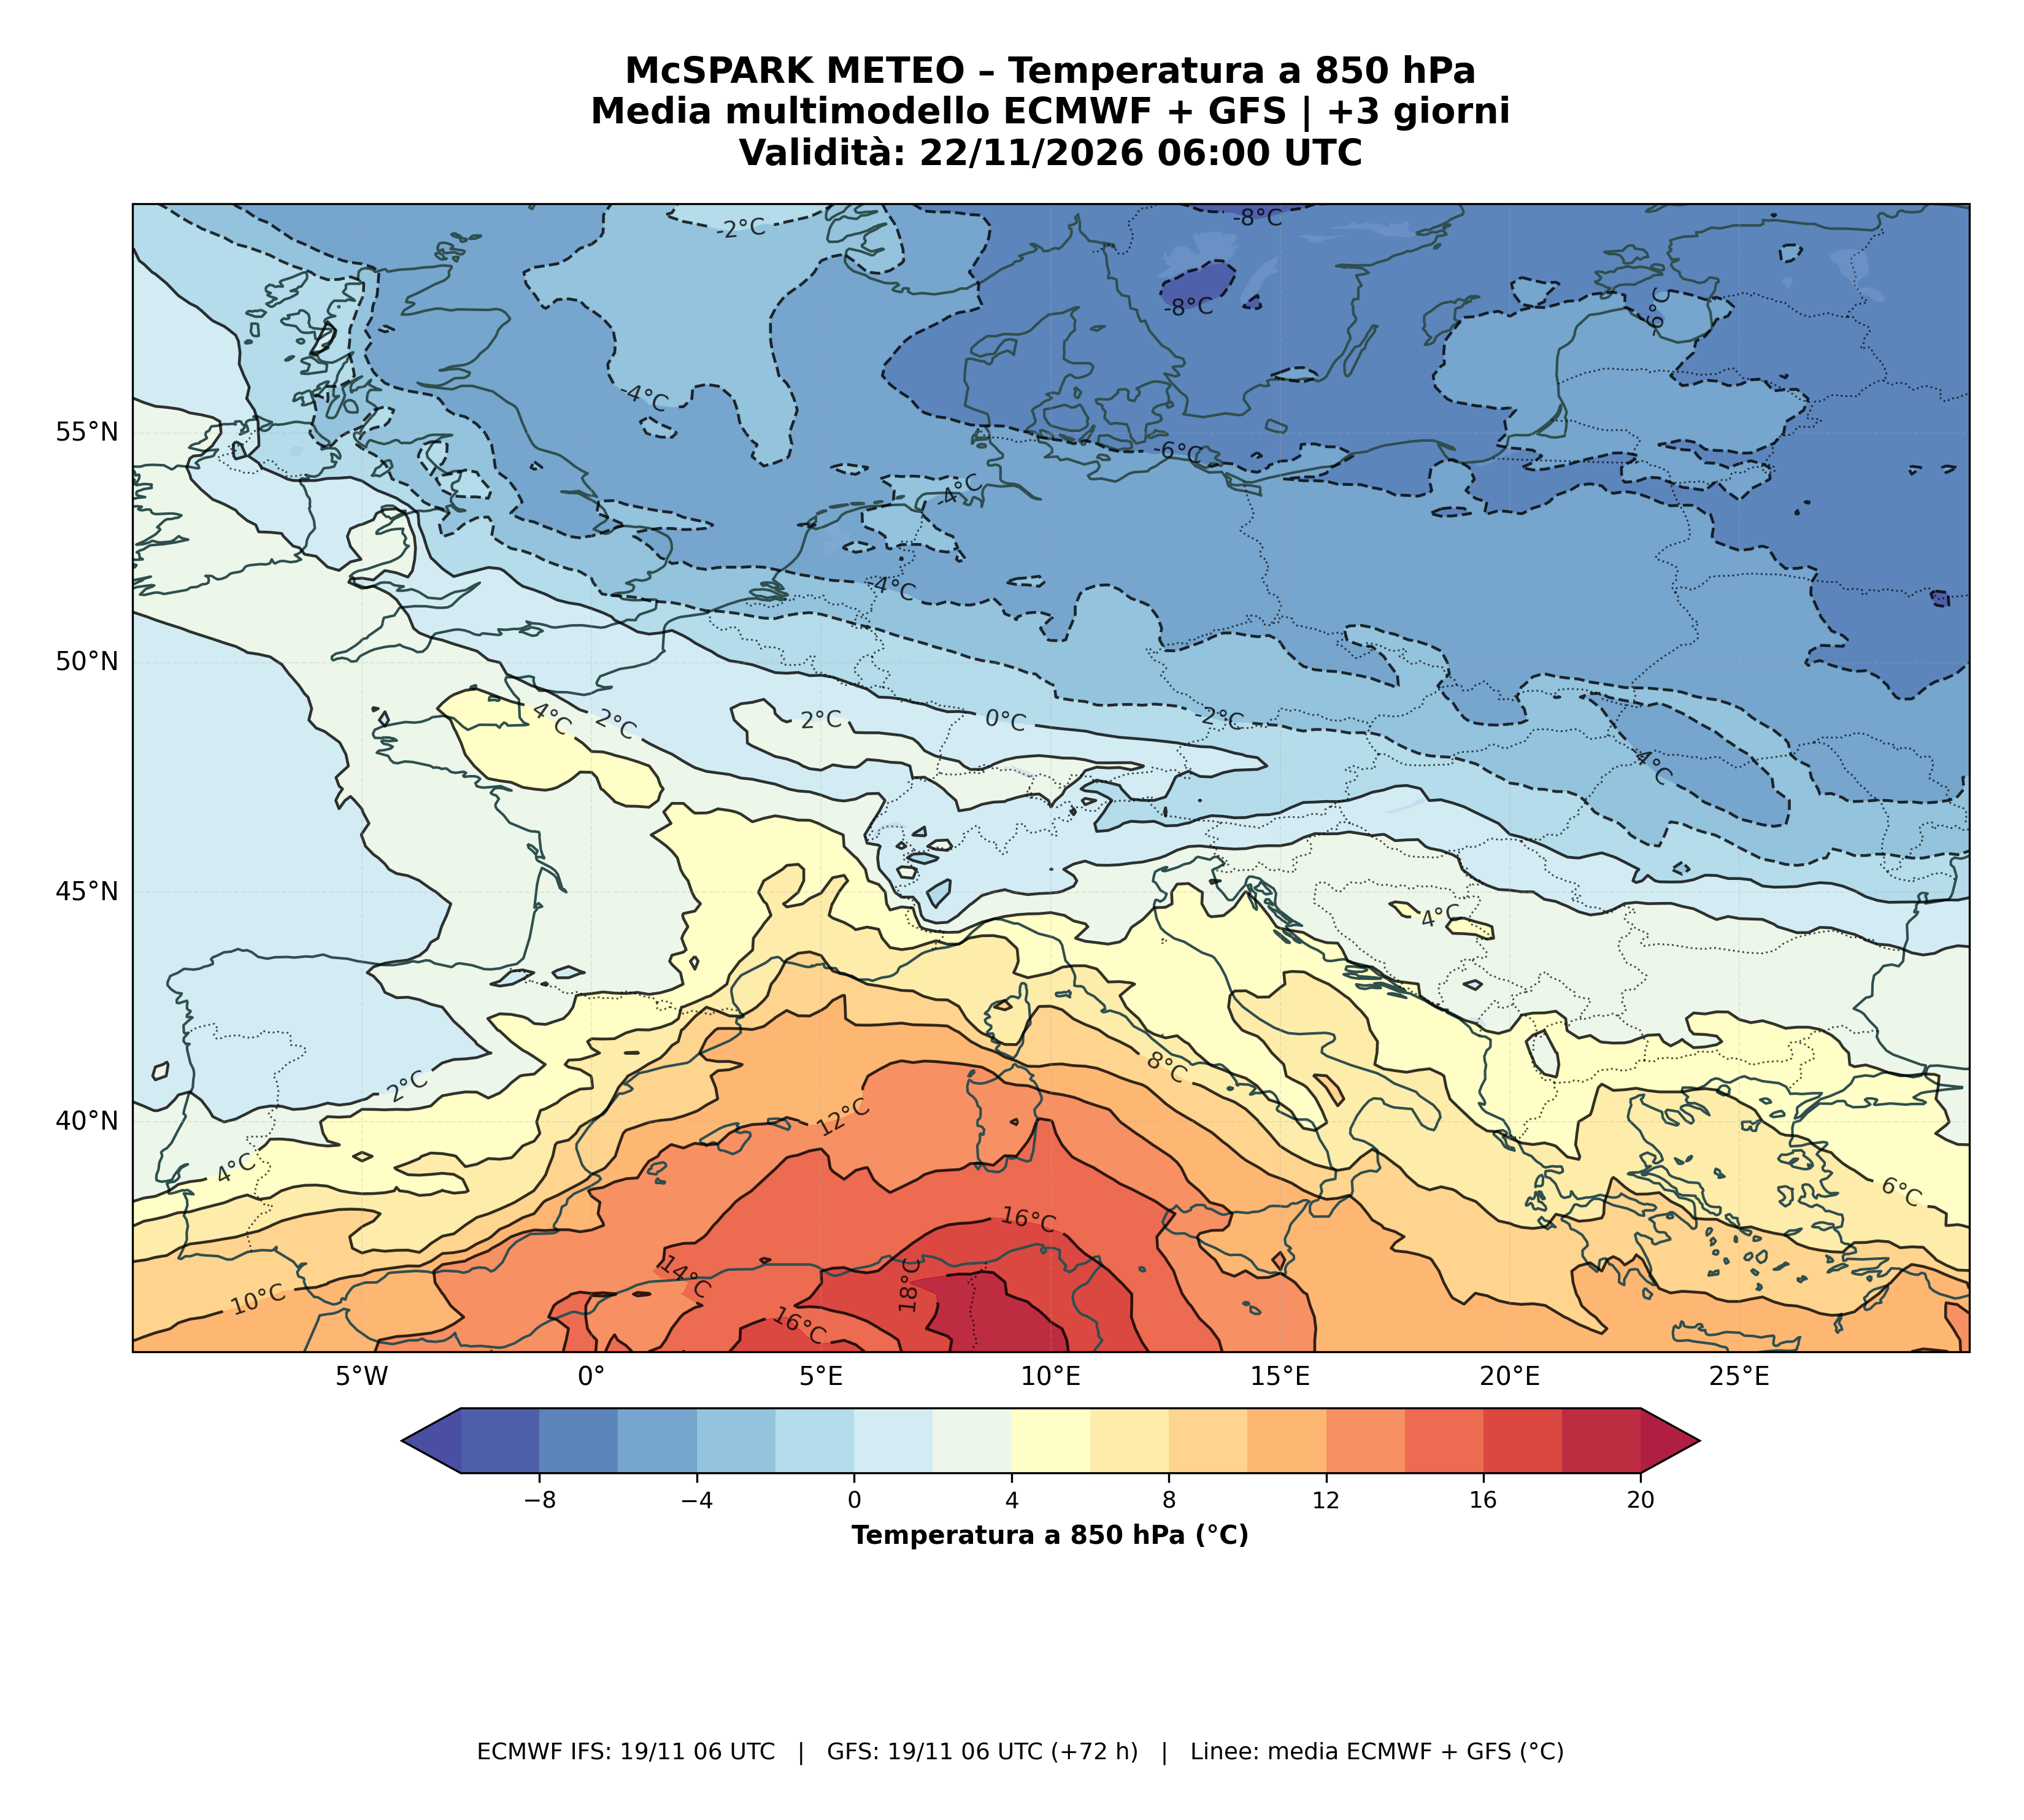 McSPARK METEO – Temperatura a 850 hPa
Media multimodello ECMWF + GFS | +3 giorni
Validità: 22/11/2026 06:00 UTC
-2°C
-8°C
-8°C
-6°C
-4°C
55°N
-6°C
-4°C
-4°C
50°N
4°C
2°C
2°C
0°C
-2°C
-4°C
45°N
4°C
2°C
8°C
40°N
12°C
4°C
6°C
16°C
14°C
18°C
10°C
16°C
5°W
0°
5°E
10°E
15°E
20°E
25°E
−8
−4
0
4
8
12
16
20
Temperatura a 850 hPa (°C)
ECMWF IFS: 19/11 06 UTC | GFS: 19/11 06 UTC (+72 h) | Linee: media ECMWF + GFS (°C)